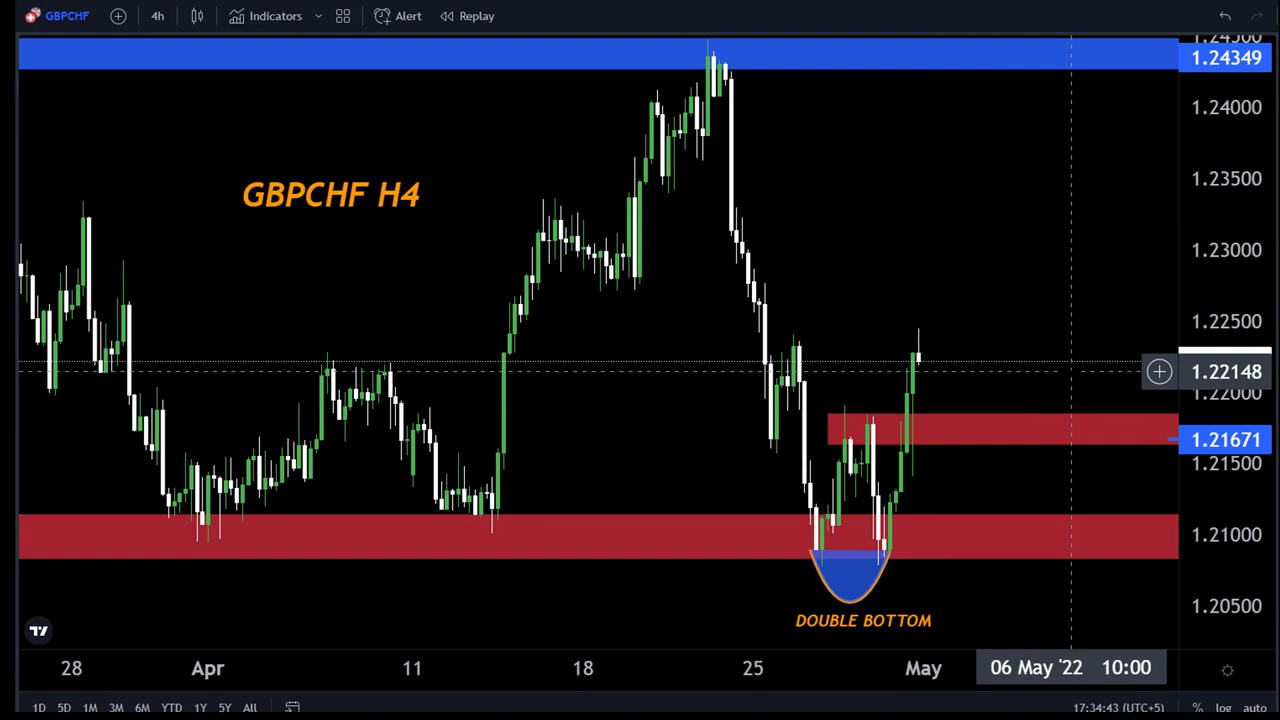 GBPCHF 4h Indicators Alert Replay
1.24500
1.24349
1.24000
GBPCHF H4
1.23500
1.23000
1.22500
1.22148
1.22000
1.21671
1.21500
1.21000
1.20500
DOUBLE BOTTOM
28 Apr 11 18 25 May 06 May '22 10:00
1D 5D 1M 3M 6M YTD 1Y 5Y All 17:34:43 (UTC+5) % log auto